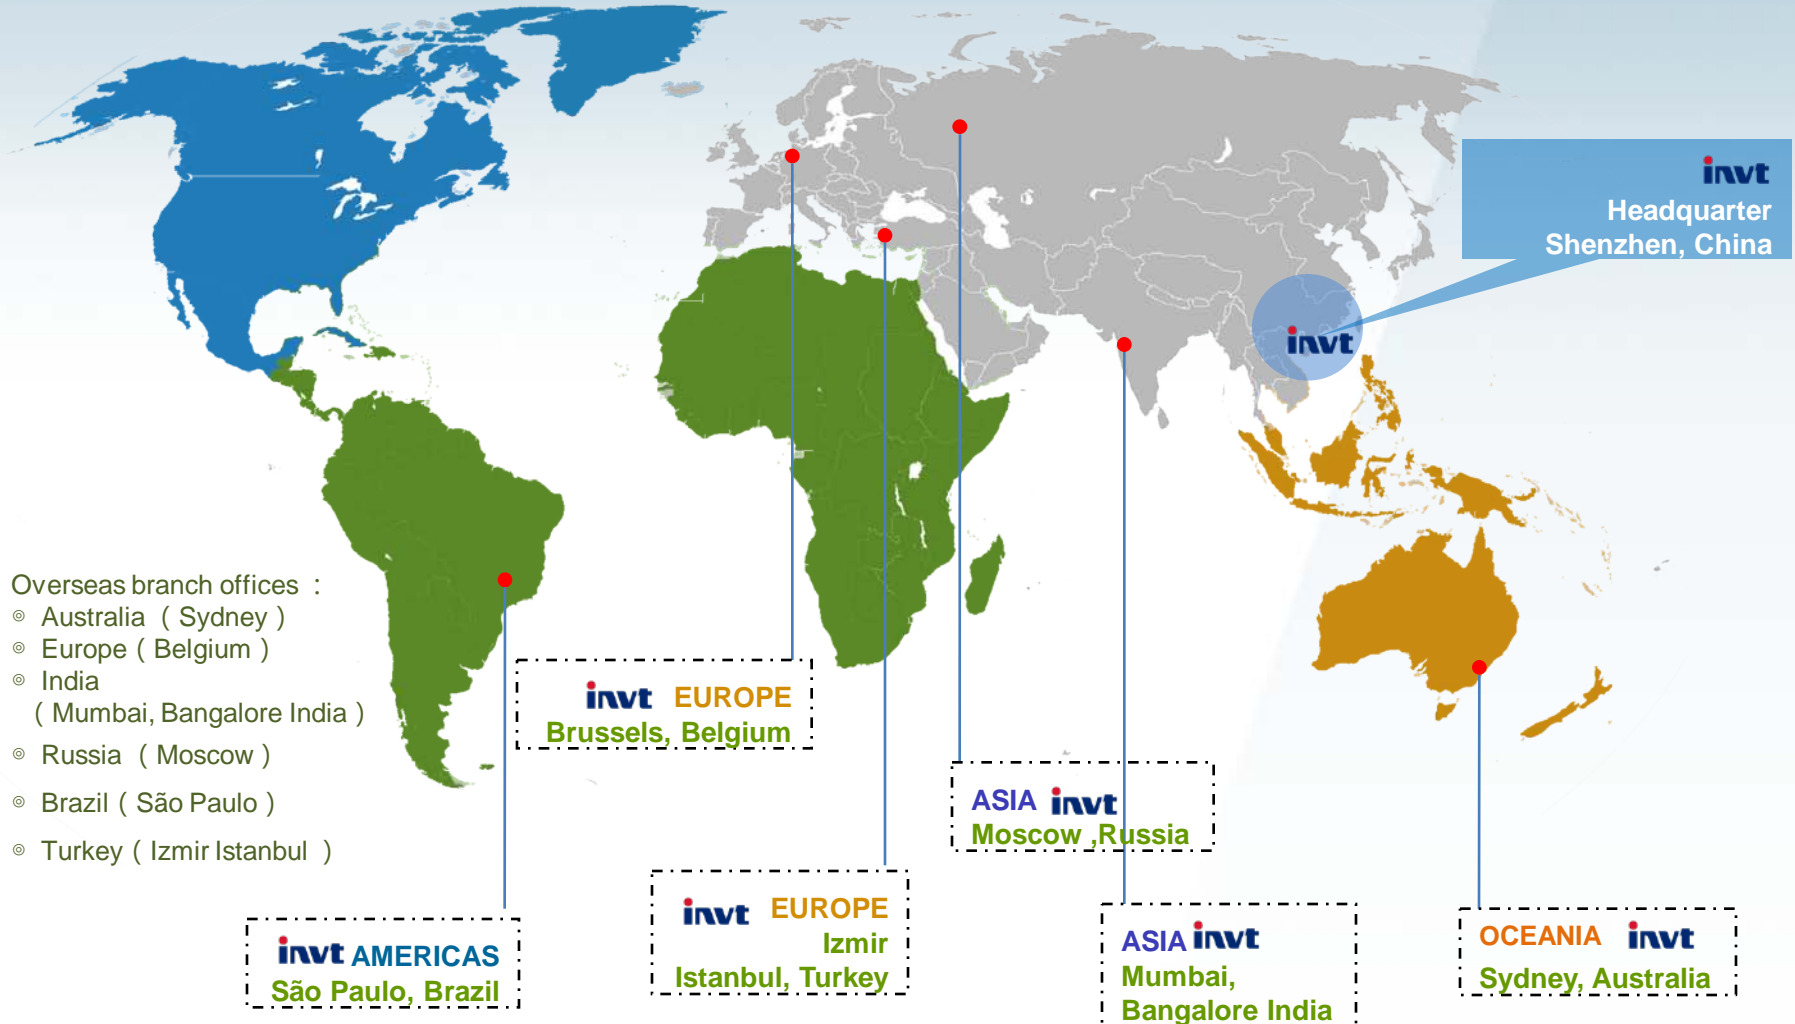 invt
Headquarter
Shenzhen, China
invt
Overseas branch offices :
◎ Australia ( Sydney )
◎ Europe ( Belgium )
◎ India
( Mumbai, Bangalore India )
◎ Russia ( Moscow )
◎ Brazil ( São Paulo )
◎ Turkey ( Izmir Istanbul )
invt EUROPE
Brussels, Belgium
ASIA invt
Moscow ,Russia
invt AMERICAS
São Paulo, Brazil
invt EUROPE
Izmir
Istanbul, Turkey
ASIA invt
Mumbai,
Bangalore India
OCEANIA invt
Sydney, Australia